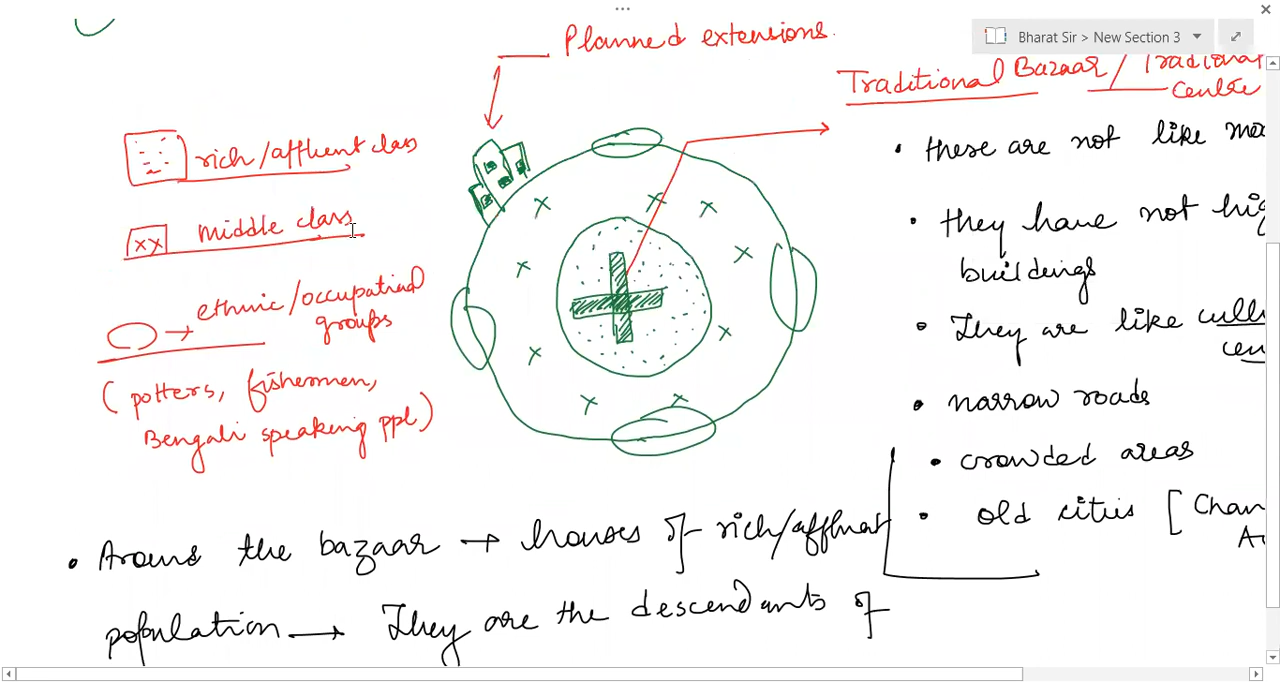 Bharat Sir > New Section 3
Planned extensions.
Traditional Bazaar /
Centre
rich/affluent class
xx middle class
ethnic/occupational
groups
(potters, fishermen,
Bengali speaking ppl)
• these are not like
• they have not
buildings
• They are like
• narrow roads
• crowded areas
• old cities [
• Around the bazaar → houses of rich/affluent
population → They are the descendants of